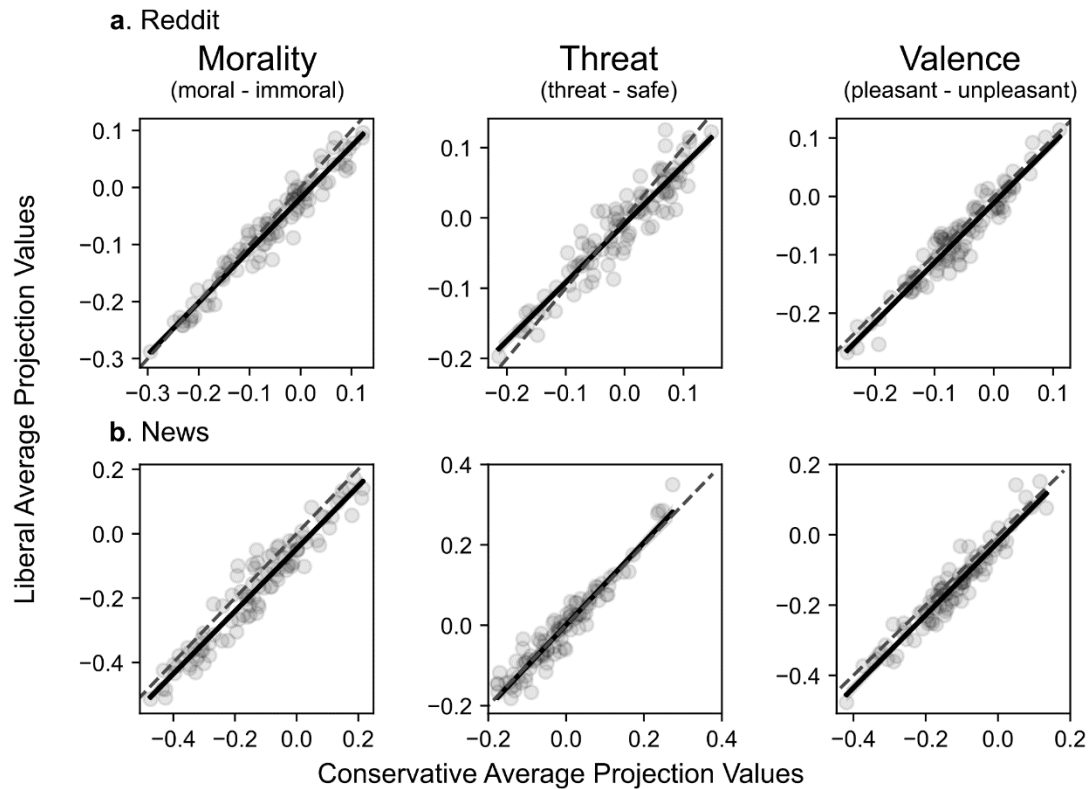 a. Reddit
Morality
(moral - immoral)
Threat
(threat - safe)
Valence
(pleasant - unpleasant)
Liberal Average Projection Values
0.1
0.0
−0.1
−0.2
−0.3
−0.3 −0.2 −0.1 0.0 0.1
0.1
0.0
−0.1
−0.2
−0.2 −0.1 0.0 0.1
0.1
0.0
−0.1
−0.2
−0.2 −0.1 0.0 0.1
b. News
0.2
0.0
−0.2
−0.4
−0.4 −0.2 0.0 0.2
0.4
0.2
0.0
−0.2
−0.2 0.0 0.2 0.4
0.2
0.0
−0.2
−0.4
−0.4 −0.2 0.0 0.2
Conservative Average Projection Values